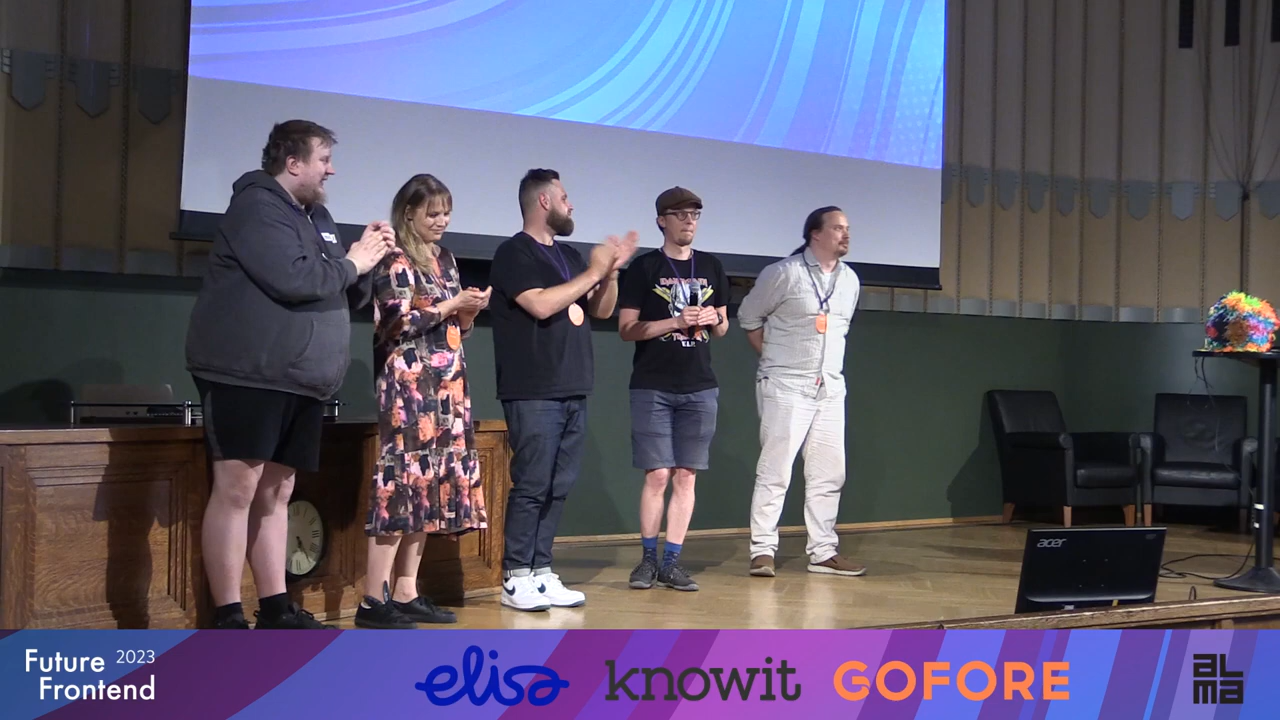 acer
Future 2023
Frontend
elisa
knowit
GOFORE
aLma